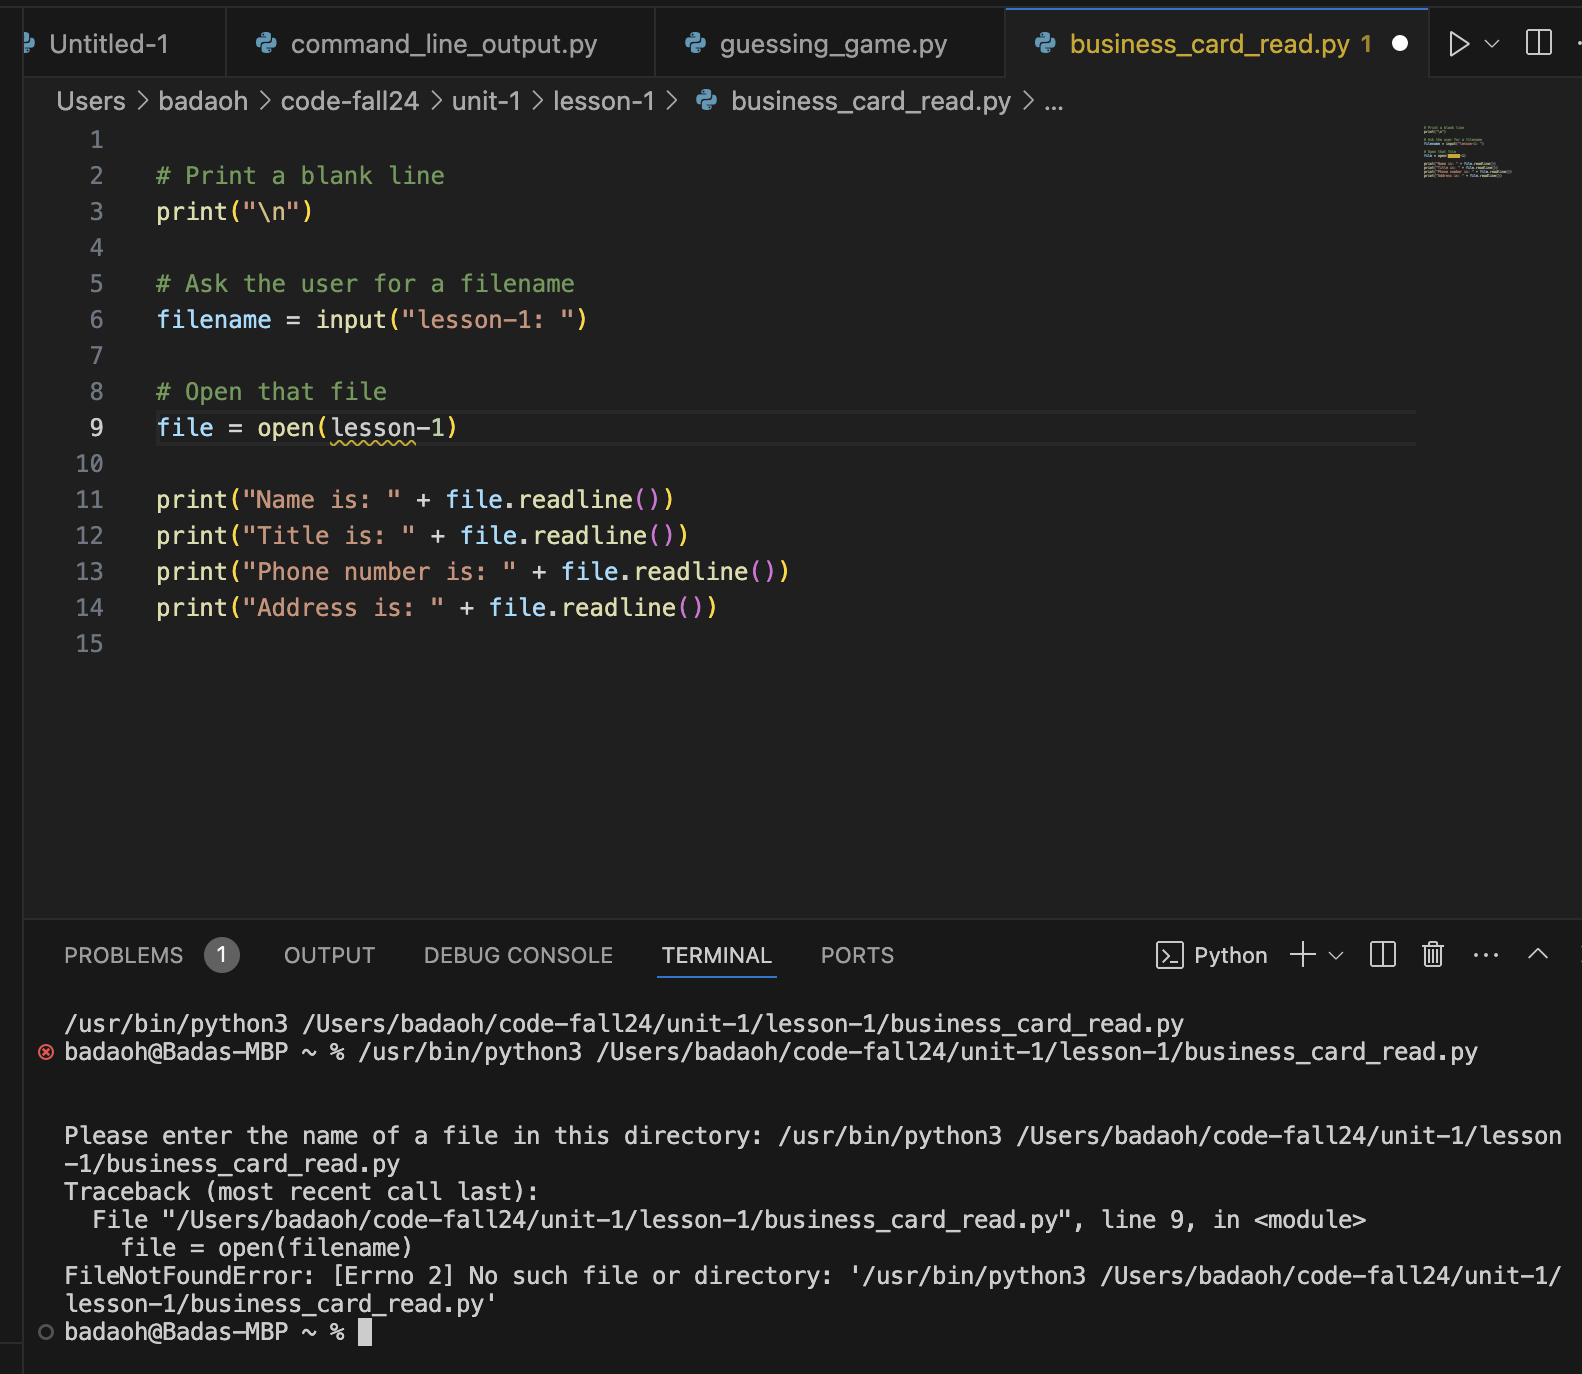 Untitled-1 command_line_output.py guessing_game.py business_card_read.py 1
Users > badaoh > code-fall24 > unit-1 > lesson-1 > business_card_read.py > ...
1
2 # Print a blank line
3 print("\n")
4
5 # Ask the user for a filename
6 filename = input("lesson-1: ")
7
8 # Open that file
9 file = open(lesson-1)
10
11 print("Name is: " + file.readline())
12 print("Title is: " + file.readline())
13 print("Phone number is: " + file.readline())
14 print("Address is: " + file.readline())
15
PROBLEMS 1 OUTPUT DEBUG CONSOLE TERMINAL PORTS Python
/usr/bin/python3 /Users/badaoh/code-fall24/unit-1/lesson-1/business_card_read.py
badaoh@Badas-MBP ~ % /usr/bin/python3 /Users/badaoh/code-fall24/unit-1/lesson-1/business_card_read.py
Please enter the name of a file in this directory: /usr/bin/python3 /Users/badaoh/code-fall24/unit-1/lesson
-1/business_card_read.py
Traceback (most recent call last):
File "/Users/badaoh/code-fall24/unit-1/lesson-1/business_card_read.py", line 9, in <module>
file = open(filename)
FileNotFoundError: [Errno 2] No such file or directory: '/usr/bin/python3 /Users/badaoh/code-fall24/unit-1/
lesson-1/business_card_read.py'
badaoh@Badas-MBP ~ %